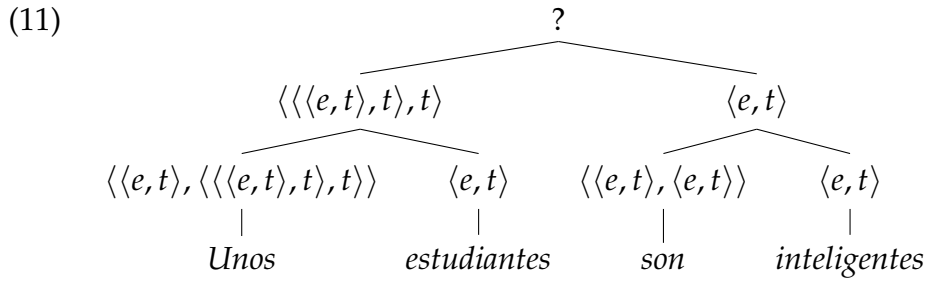 (11) ?
⟨⟨⟨e, t⟩, t⟩, t⟩ ⟨e, t⟩
⟨⟨e, t⟩, ⟨⟨⟨e, t⟩, t⟩, t⟩⟩ ⟨e, t⟩ ⟨⟨e, t⟩, ⟨e, t⟩⟩ ⟨e, t⟩
Unos estudiantes son inteligentes